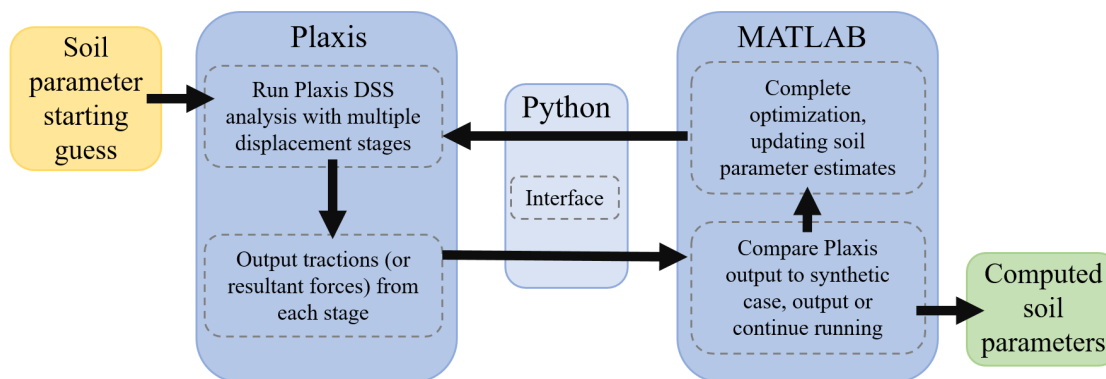 Soil
parameter
starting
guess
Plaxis
Run Plaxis DSS
analysis with multiple
displacement stages
Output tractions (or
resultant forces) from
each stage
Python
Interface
MATLAB
Complete
optimization,
updating soil
parameter estimates
Compare Plaxis
output to synthetic
case, output or
continue running
Computed
soil
parameters